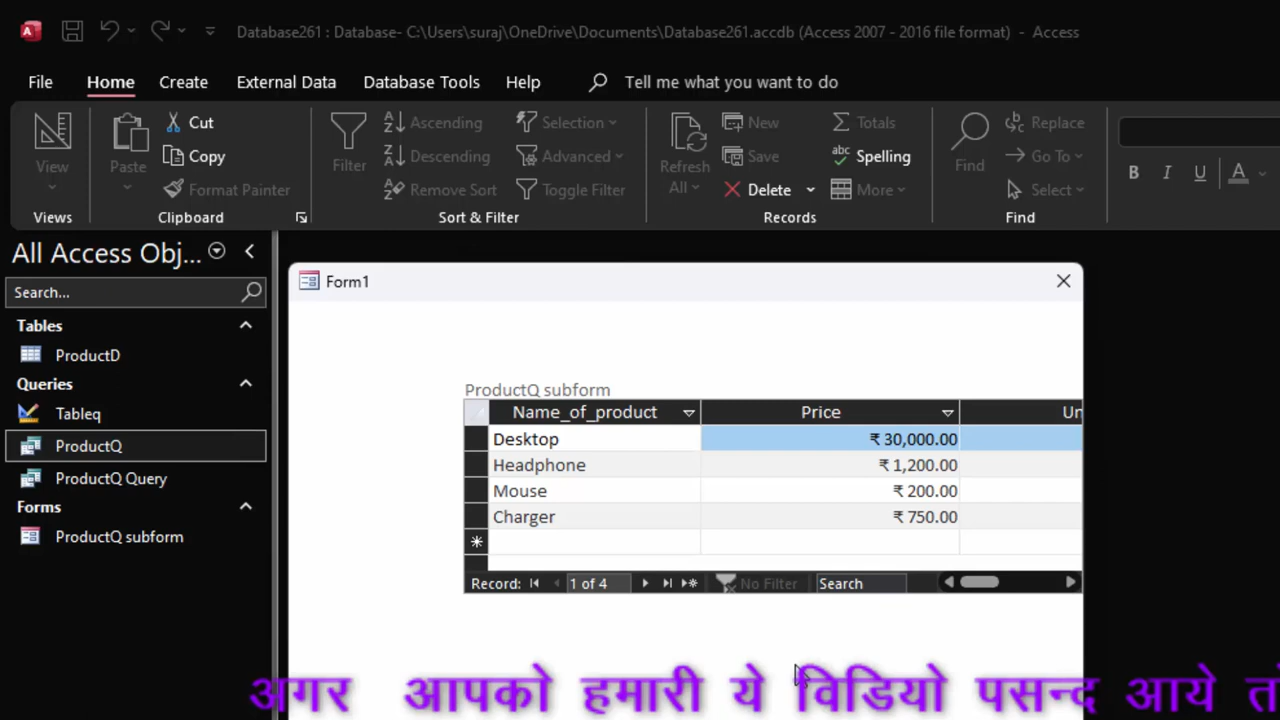 Database261 : Database- C:\Users\suraj\OneDrive\Documents\Database261.accdb (Access 2007 - 2016 file format) - Access
File Home Create External Data Database Tools Help Tell me what you want to do
View
Views
Paste
Cut
Copy
Format Painter
Clipboard
Filter
Ascending
Descending
Remove Sort
Selection
Advanced
Toggle Filter
Sort & Filter
Refresh
All
New
Save
Delete
Totals
Spelling
More
Records
Find
Replace
Go To
Select
Find
B I U A
All Access Obj...
Search...
Tables
ProductD
Queries
Tableq
ProductQ
ProductQ Query
Forms
ProductQ subform
Form1
ProductQ subform
Name_of_product Price Un
Desktop ₹ 30,000.00
Headphone ₹ 1,200.00
Mouse ₹ 200.00
Charger ₹ 750.00
Record: 1 of 4 No Filter Search
अगर आपको हमारी ये विडियो पसन्द आये त